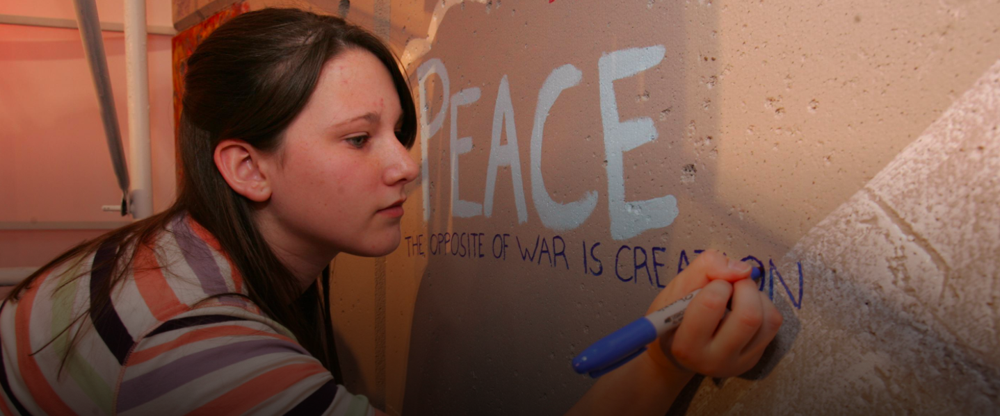 PEACE
THE OPPOSITE OF WAR IS CREATION